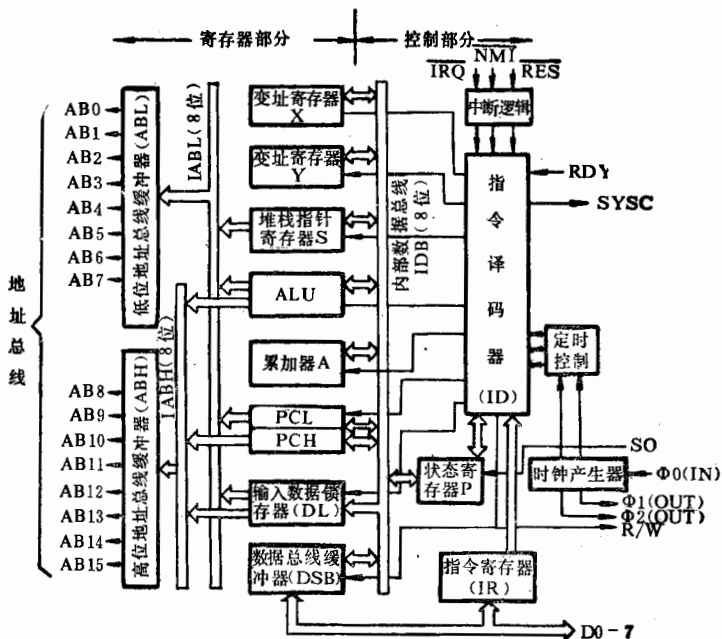 寄存器部分
控制部分
NMI
IRQ
RES
中断逻辑
AB0
AB1
AB2
AB3
AB4
AB5
AB6
AB7
低位地址总线缓冲器(ABL)
IABL(8位)
变址寄存器
X
变址寄存器
Y
堆栈指针
寄存器S
ALU
累加器A
PCL
PCH
输入数据锁
存器(DL)
数据总线缓
冲器(DSB)
内部数据总线
IDB(8位)
指令译码器
(ID)
RDY
SYSC
定时
控制
地址总线
AB8
AB9
AB10
AB11
AB12
AB13
AB14
AB15
高位地址总线缓冲器(ABH)
IABH(8位)
状态寄
存器P
SO
时钟产生器
Φ0(IN)
Φ1(OUT)
Φ2(OUT)
R/W
指令寄存器
(IR)
D0-7